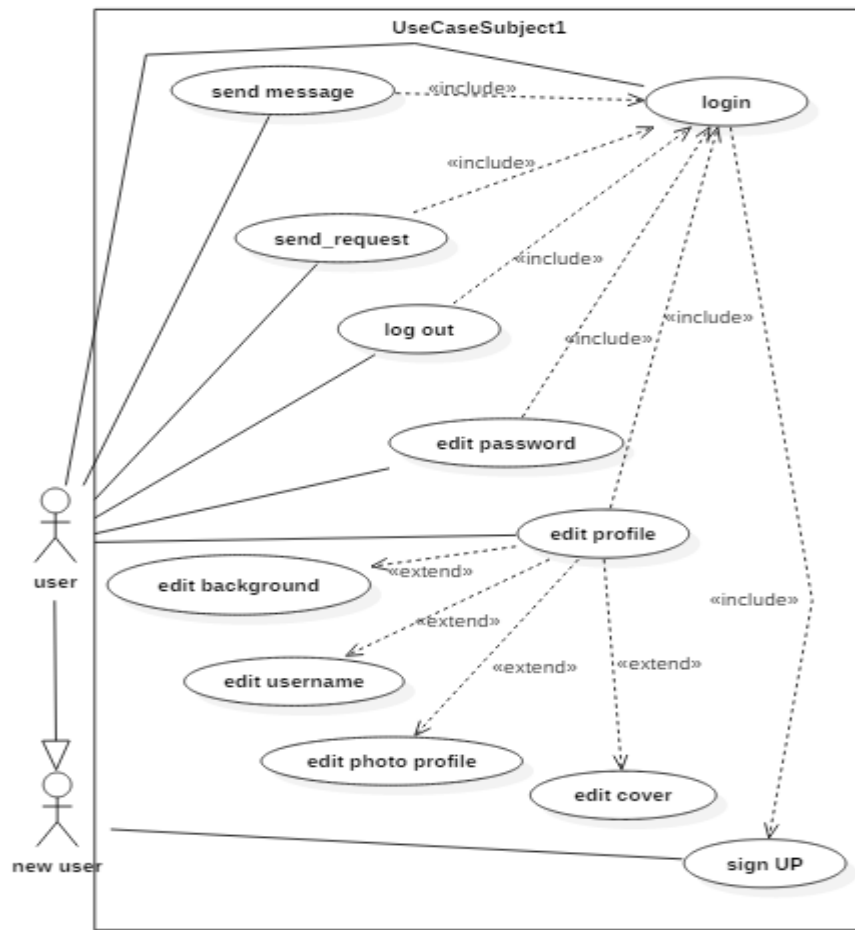 UseCaseSubject1
send message
«include»
login
«include»
send_request
«include»
log out
«include»
«include»
edit password
edit profile
«extend»
user
edit background
«include»
«extend»
«extend»
«extend»
edit username
edit photo profile
edit cover
new user
sign UP